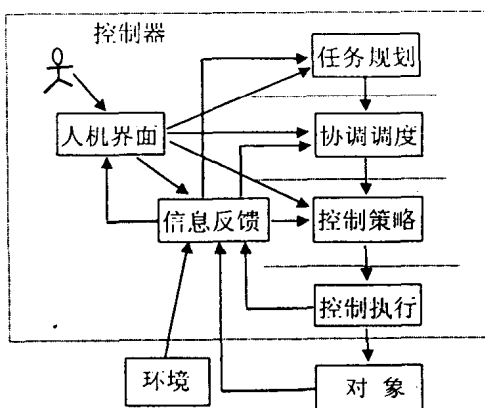 控制器
任务规划
人机界面
协调调度
信息反馈
控制策略
控制执行
环境
对象